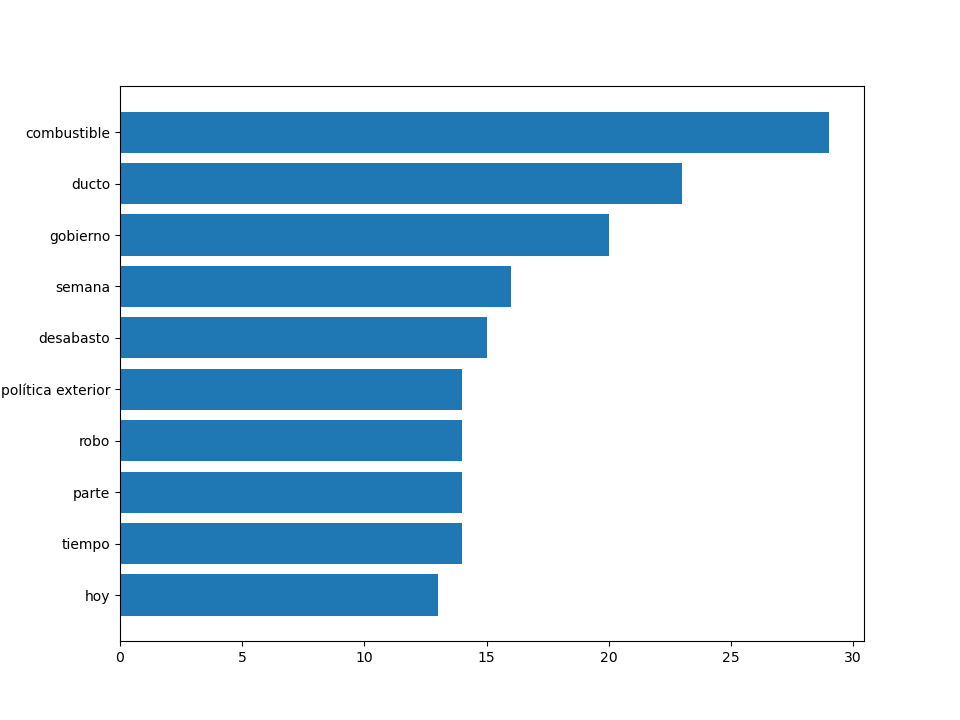 combustible
ducto
gobierno
semana
desabasto
política exterior
robo
parte
tiempo
hoy
0 5 10 15 20 25 30